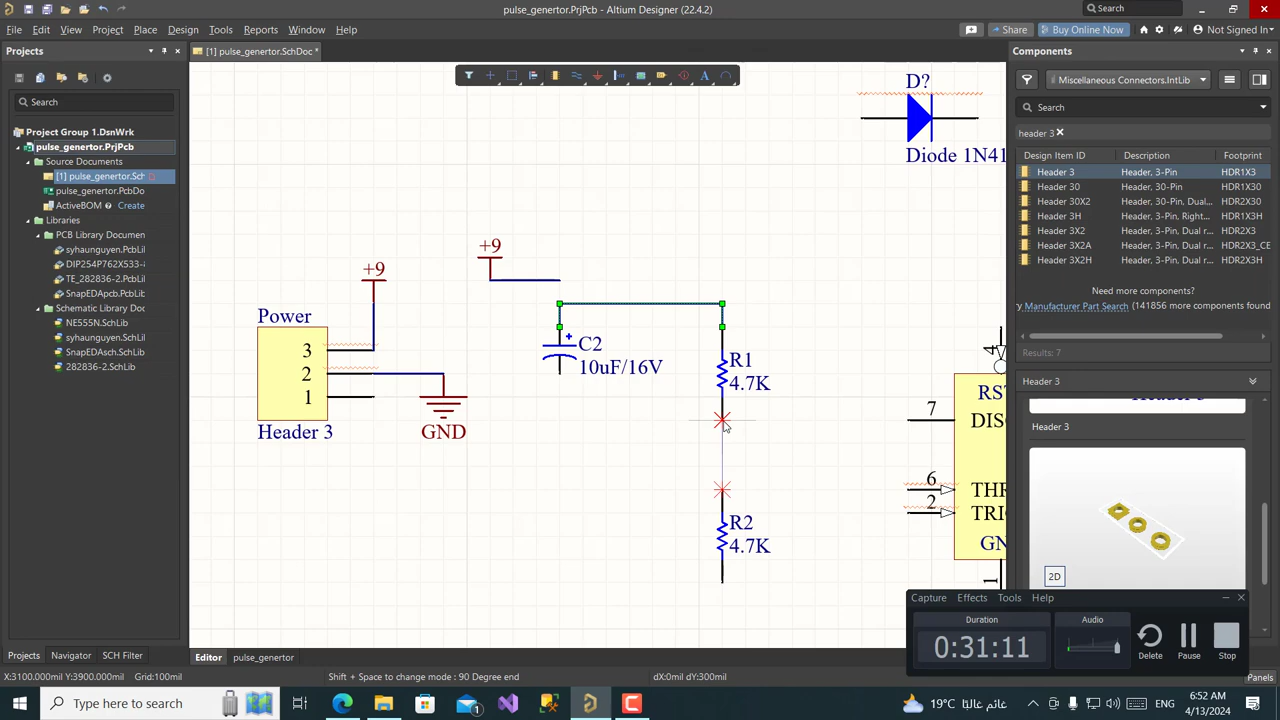 pulse_genertor.PrjPcb - Altium Designer (22.4.2)
Search
File Edit View Project Place Design Tools Reports Window Help
Share
Buy Online Now
Not Signed In
Projects
[1] pulse_genertor.SchDoc *
Components
Miscellaneous Connectors.IntLib
Search
Search
header 3
Project Group 1.DsnWrk
pulse_genertor.PrjPcb
Source Documents
[1] pulse_genertor.Sch
pulse_genertor.PcbDo
ActiveBOM Create
Libraries
PCB Library Documen
syhaunguyen.PcbLil
DIP254P762X533-8
TE_282836-2.PcbLib
SnapEDAPcb.PcbLi
Schematic Library Doc
NE555N.SchLib
syhaunguyen.SchLi
SnapEDAsch.SchLib
282836-2.SchLib
Design Item ID Description Footprint
Header 3 Header, 3-Pin HDR1X3
Header 30 Header, 30-Pin HDR1X30
Header 30X2 Header, 30-Pin, Dual ... HDR2X30
Header 3H Header, 3-Pin, Right... HDR1X3H
Header 3X2 Header, 3-Pin, Dual r... HDR2X3
Header 3X2A Header, 3-Pin, Dual r... HDR2X3_CE
Header 3X2H Header, 3-Pin, Dual r... HDR2X3H
Need more components?
Manufacturer Part Search (141536 more components found)
Results: 7
Header 3
Header 3
2D
D?
Diode 1N41
+9
+9
Power
3
2
1
Header 3
GND
C2
10uF/16V
R1
4.7K
R2
4.7K
4
RST
7
DISC
6
THR
2
TRIG
GN
1
Capture Effects Tools Help
Duration
0:31:11
Audio
Delete
Pause
Stop
Projects Navigator SCH Filter
Editor pulse_genertor
X:3100.000mil Y:3900.000mil Grid:100mil
Shift + Space to change mode : 90 Degree end
dX:0mil dY:300mil
Panels
Type here to search
1
19°C
غائم غالبًا
ENG
6:52 AM
4/13/2024